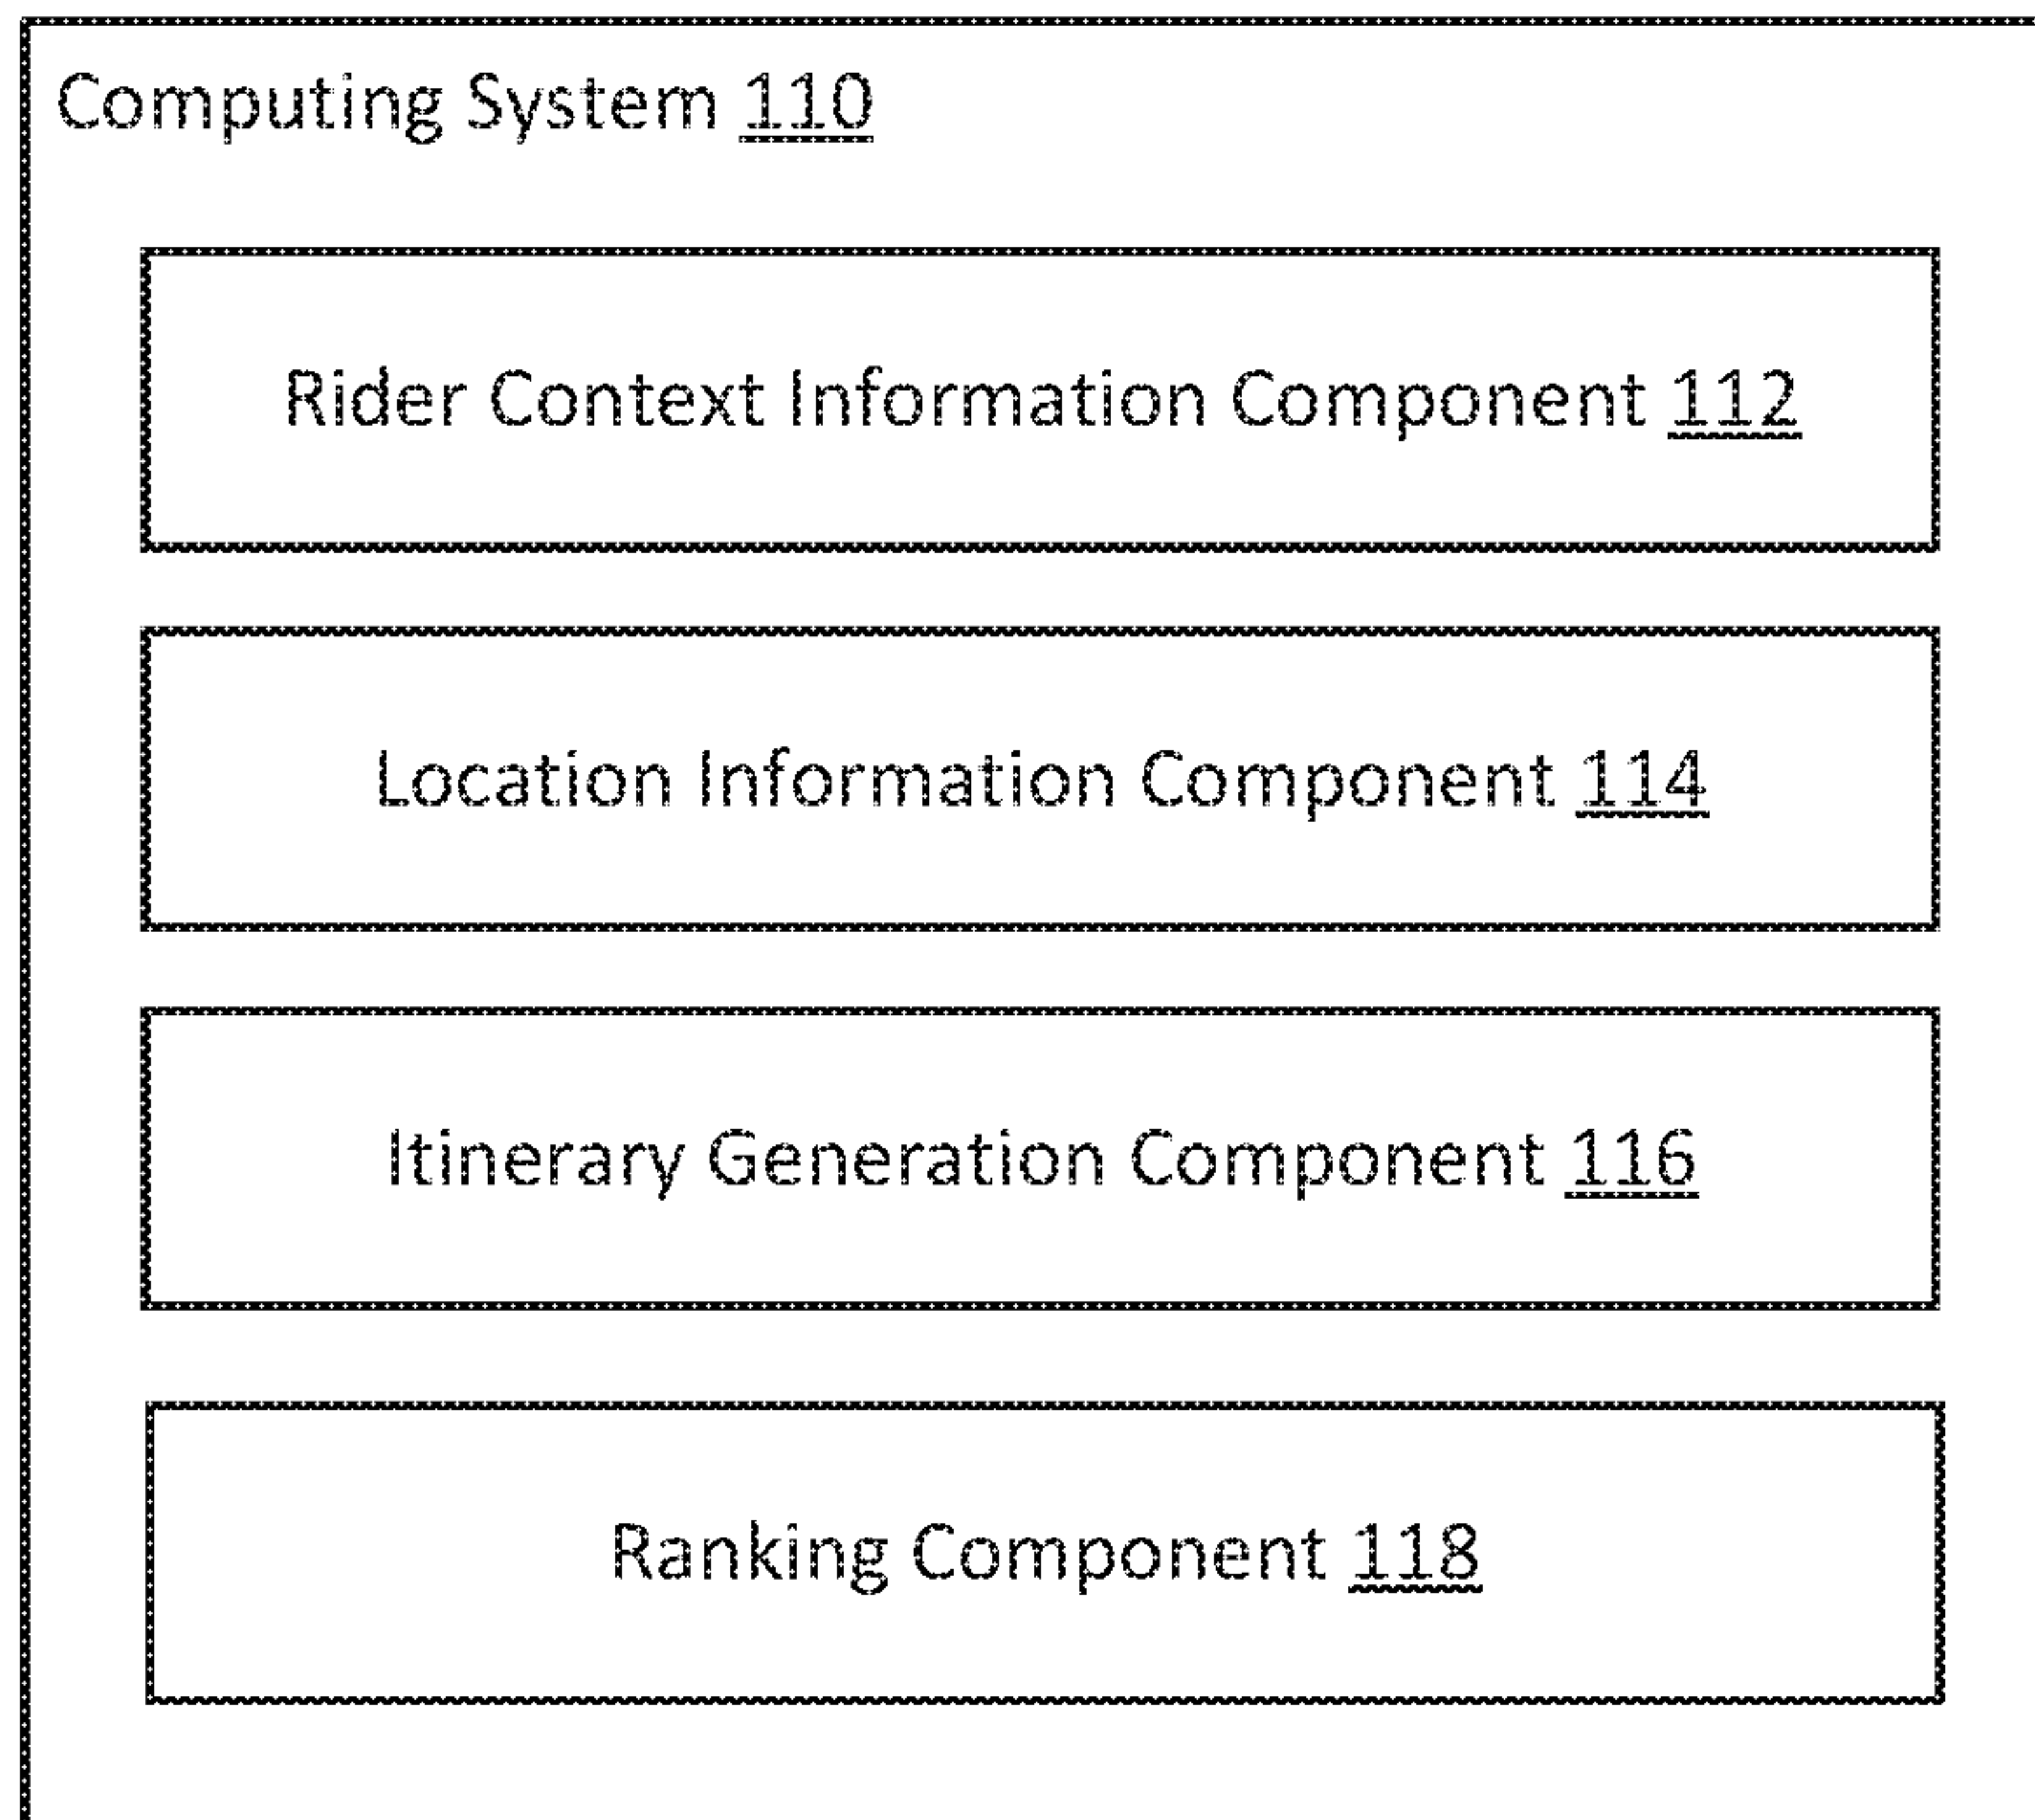 Computing System 110
Rider Context Information Component 112
Location Information Component 114
Itinerary Generation Component 116
Ranking Component 118